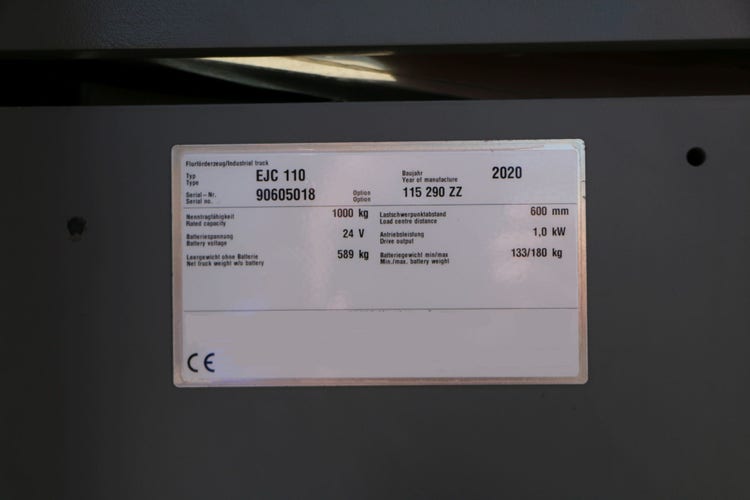 Flurförderzeug/Industrial truck
Typ EJC 110 Baujahr 2020
Type Year of manufacture
Serial-Nr. 90605018 Option 115 290 ZZ
Serial no. Option
Nenntragfähigkeit 1000 kg Lastschwerpunktabstand 600 mm
Rated capacity Load centre distance
Batteriespannung 24 V Antriebsleistung 1,0 kW
Battery voltage Drive output
Leergewicht ohne Batterie 589 kg Batteriegewicht min/max 133/180 kg
Net truck weight w/o battery Min./max. battery weight
CE